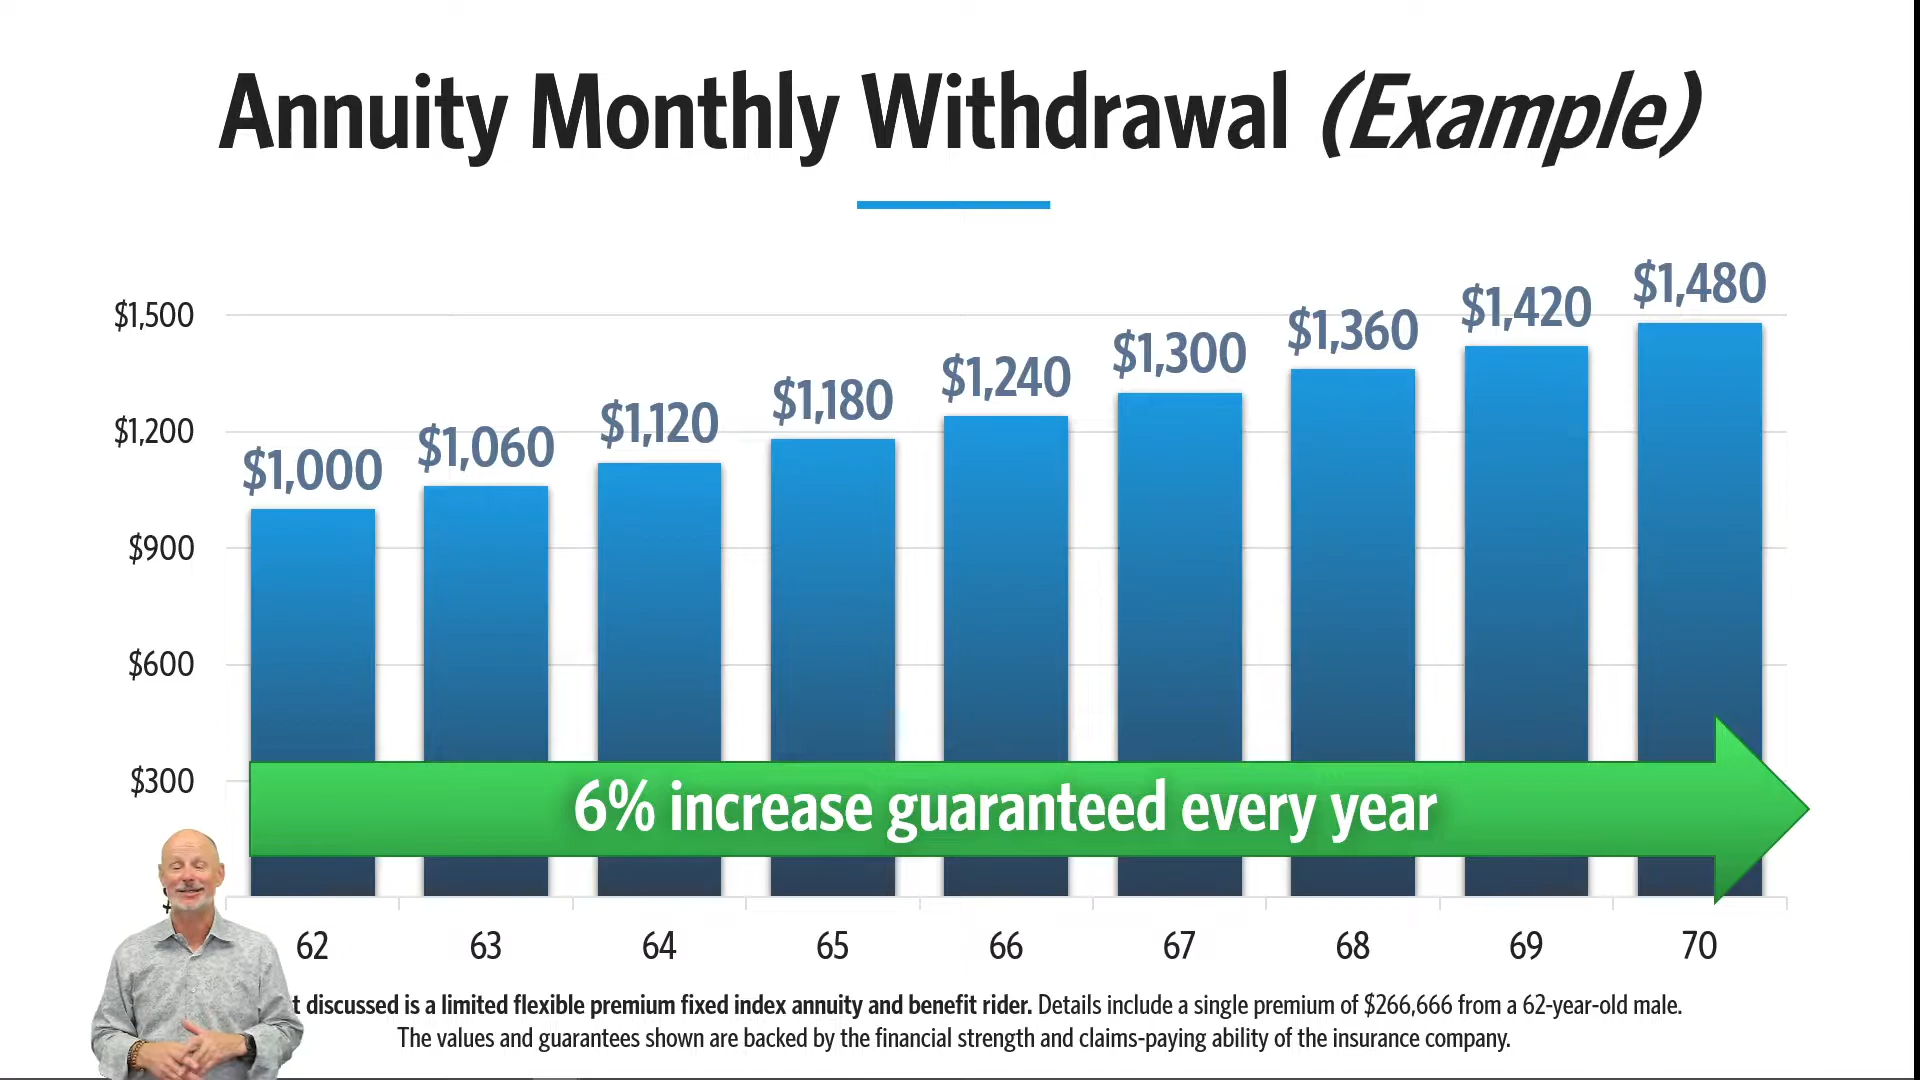 Annuity Monthly Withdrawal (Example)
$1,500
$1,200
$900
$600
$300
$1,000
$1,060
$1,120
$1,180
$1,240
$1,300
$1,360
$1,420
$1,480
6% increase guaranteed every year
62 63 64 65 66 67 68 69 70
discussed is a limited flexible premium fixed index annuity and benefit rider. Details include a single premium of $266,666 from a 62-year-old male.
The values and guarantees shown are backed by the financial strength and claims-paying ability of the insurance company.